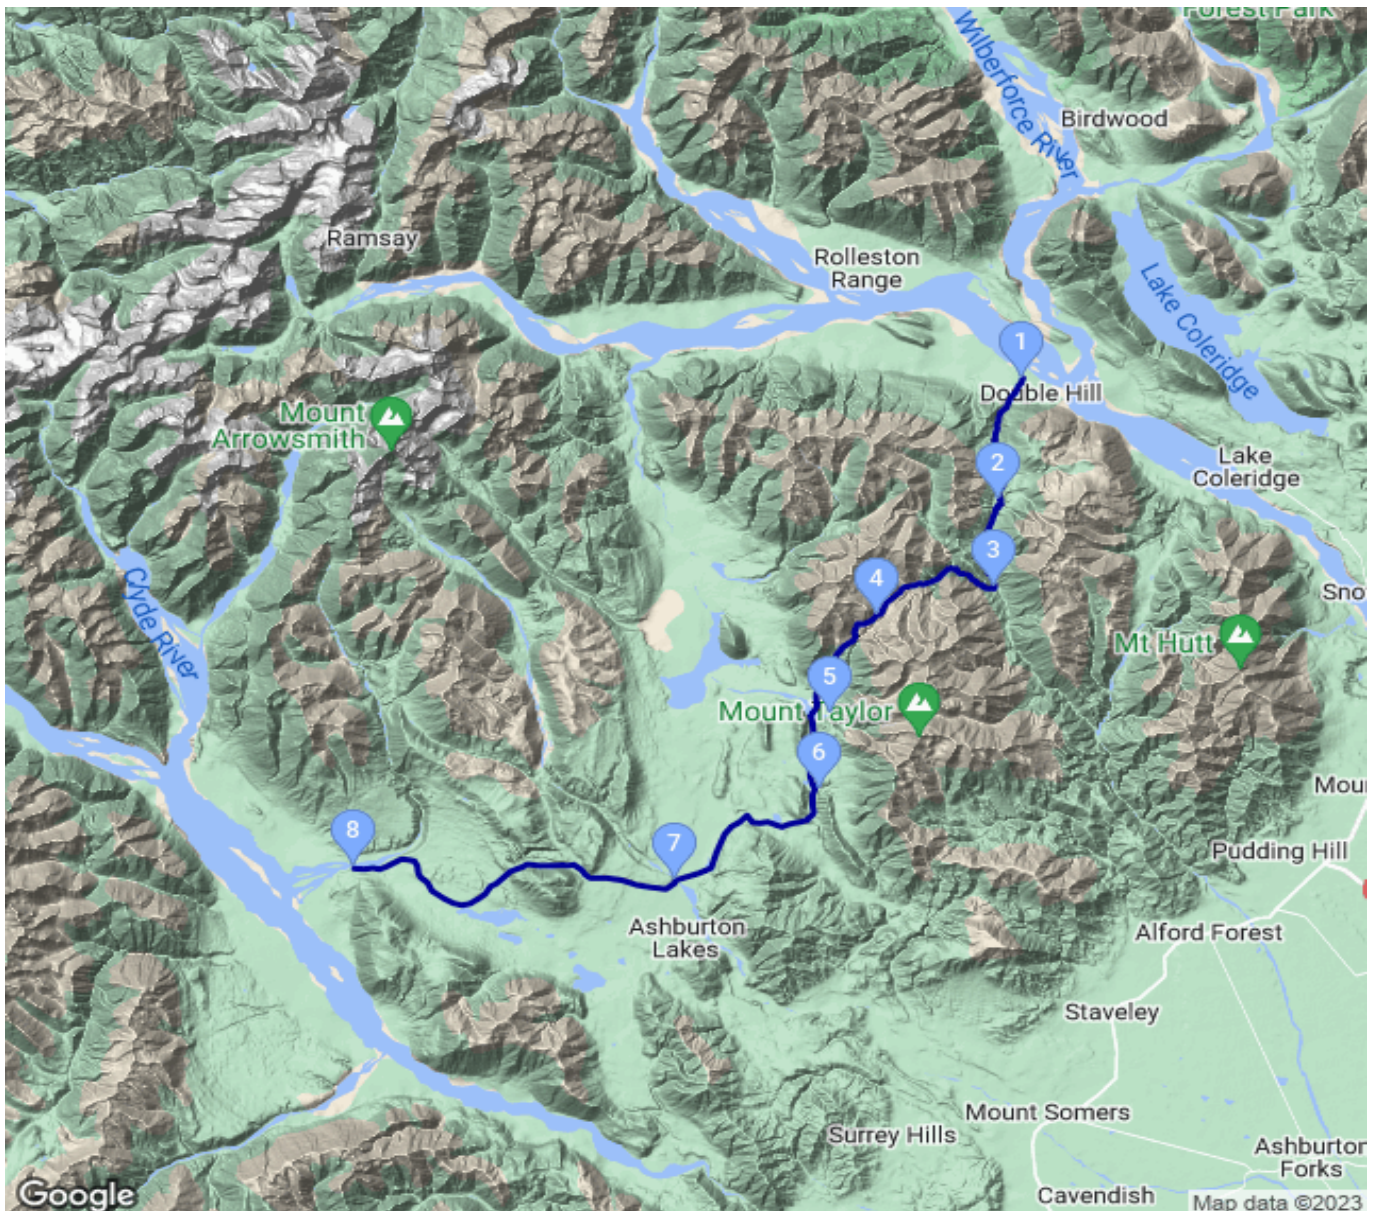 Forest Park
Wilberforce River
Birdwood
Ramsay
Rolleston
Range
Lake Coleridge
1
Double Hill
Mount
Arrowsmith
2
Lake
Coleridge
3
4
Clyde River
Sno
Mt Hutt
5
Mount Taylor
6
Mour
8
7
Pudding Hill
Ashburton
Lakes
Alford Forest
Staveley
Mount Somers
Surrey Hills
Ashburton
Forks
Google
Cavendish
Map data ©2023